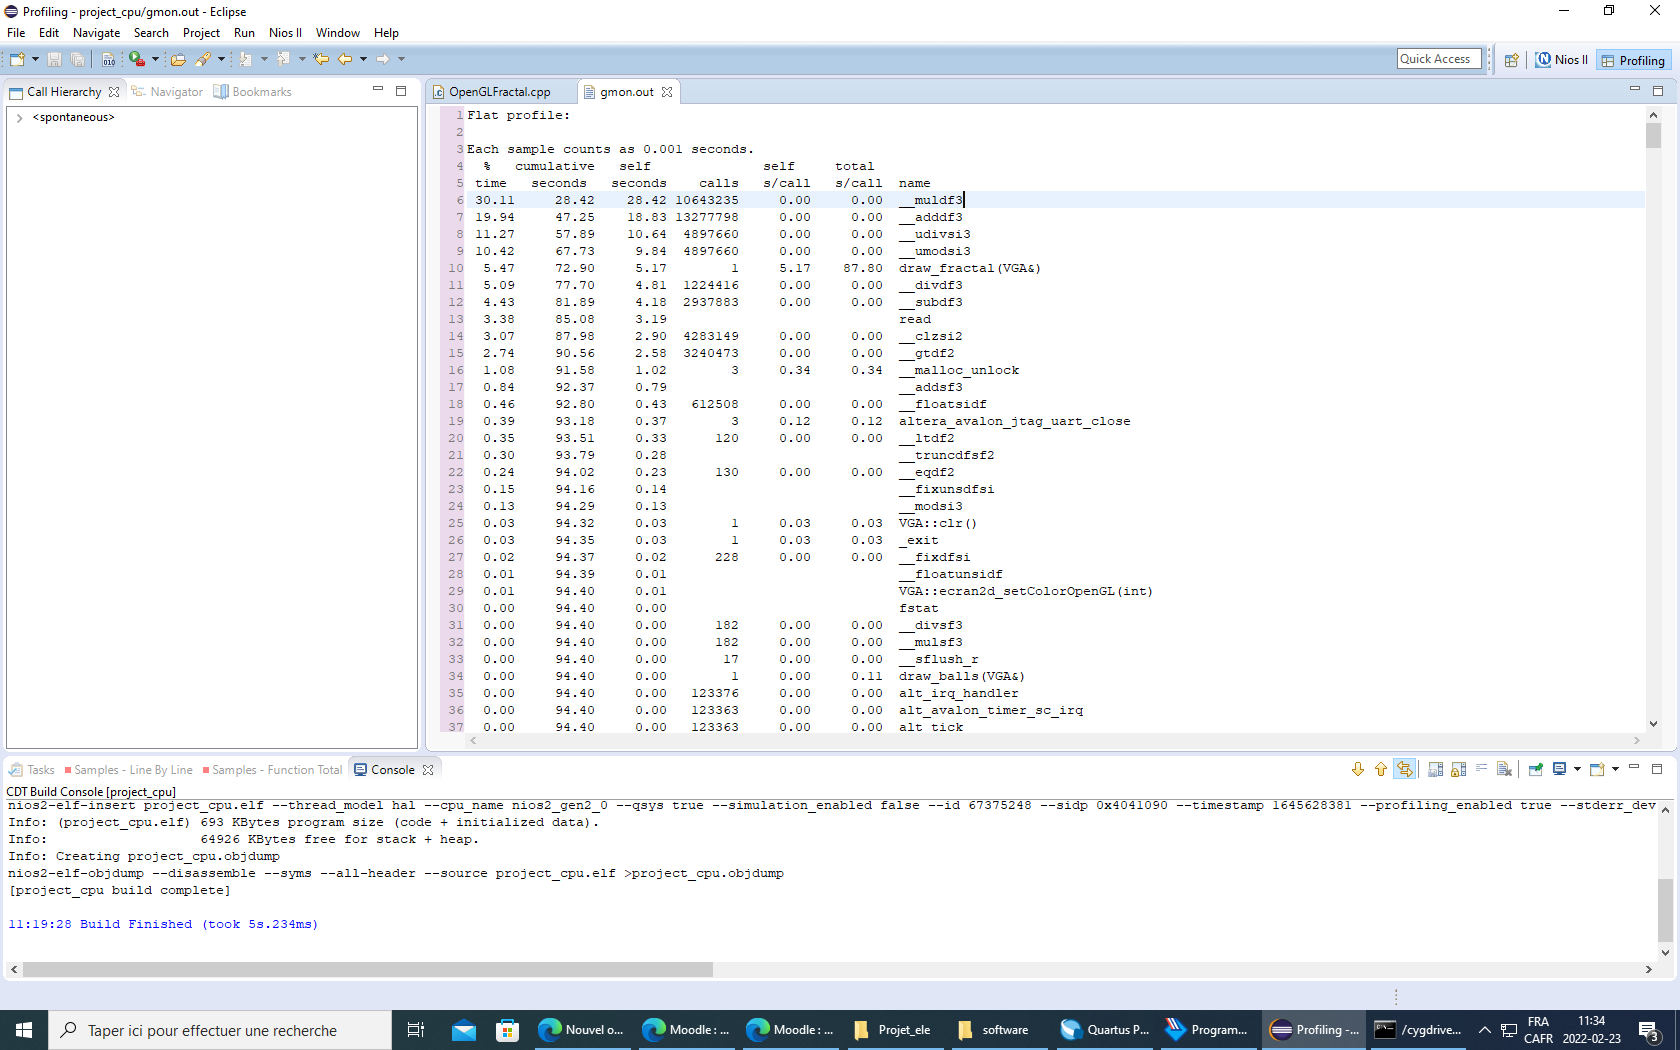 Profiling - project_cpu/gmon.out - Eclipse
File Edit Navigate Search Project Run Nios II Window Help
Quick Access Nios II Profiling
Call Hierarchy Navigator Bookmarks
<spontaneous>
OpenGLFractal.cpp gmon.out
1 Flat profile:
2
3 Each sample counts as 0.001 seconds.
4 % cumulative self self total
5 time seconds seconds calls s/call s/call name
6 30.11 28.42 28.42 10643235 0.00 0.00 __muldf3
7 19.94 47.25 18.83 13277798 0.00 0.00 __adddf3
8 11.27 57.89 10.64 4897660 0.00 0.00 __udivsi3
9 10.42 67.73 9.84 4897660 0.00 0.00 __umodsi3
10 5.47 72.90 5.17 1 5.17 87.80 draw_fractal(VGA&)
11 5.09 77.70 4.81 1224416 0.00 0.00 __divdf3
12 4.43 81.89 4.18 2937883 0.00 0.00 __subdf3
13 3.38 85.08 3.19 read
14 3.07 87.98 2.90 4283149 0.00 0.00 __clzsi2
15 2.74 90.56 2.58 3240473 0.00 0.00 __gtdf2
16 1.08 91.58 1.02 3 0.34 0.34 __malloc_unlock
17 0.84 92.37 0.79 __addsf3
18 0.46 92.80 0.43 612508 0.00 0.00 __floatsidf
19 0.39 93.18 0.37 3 0.12 0.12 altera_avalon_jtag_uart_close
20 0.35 93.51 0.33 120 0.00 0.00 __ltdf2
21 0.30 93.79 0.28 __truncdfsf2
22 0.24 94.02 0.23 130 0.00 0.00 __eqdf2
23 0.15 94.16 0.14 __fixunsdfsi
24 0.13 94.29 0.13 __modsi3
25 0.03 94.32 0.03 1 0.03 0.03 VGA::clr()
26 0.03 94.35 0.03 1 0.03 0.03 _exit
27 0.02 94.37 0.02 228 0.00 0.00 __fixdfsi
28 0.01 94.39 0.01 __floatunsidf
29 0.01 94.40 0.01 VGA::ecran2d_setColorOpenGL(int)
30 0.00 94.40 0.00 fstat
31 0.00 94.40 0.00 182 0.00 0.00 __divsf3
32 0.00 94.40 0.00 182 0.00 0.00 __mulsf3
33 0.00 94.40 0.00 17 0.00 0.00 __sflush_r
34 0.00 94.40 0.00 1 0.00 0.11 draw_balls(VGA&)
35 0.00 94.40 0.00 123376 0.00 0.00 alt_irq_handler
36 0.00 94.40 0.00 123363 0.00 0.00 alt_avalon_timer_sc_irq
37 0.00 94.40 0.00 123363 0.00 0.00 alt_tick
Tasks Samples - Line By Line Samples - Function Total Console
CDT Build Console [project_cpu]
nios2-elf-insert project_cpu.elf --thread_model hal --cpu_name nios2_gen2_0 --qsys true --simulation_enabled false --id 67375248 --sidp 0x4041090 --timestamp 1645628381 --profiling_enabled true --stderr_dev
Info: (project_cpu.elf) 693 KBytes program size (code + initialized data).
Info: 64926 KBytes free for stack + heap.
Info: Creating project_cpu.objdump
nios2-elf-objdump --disassemble --syms --all-header --source project_cpu.elf >project_cpu.objdump
[project_cpu build complete]
11:19:28 Build Finished (took 5s.234ms)
Taper ici pour effectuer une recherche Nouvel o... Moodle : ... Moodle : ... Projet_ele software Quartus P... Program... Profiling -... /cygdrive... FRA 11:34
CAFR 2022-02-23 3